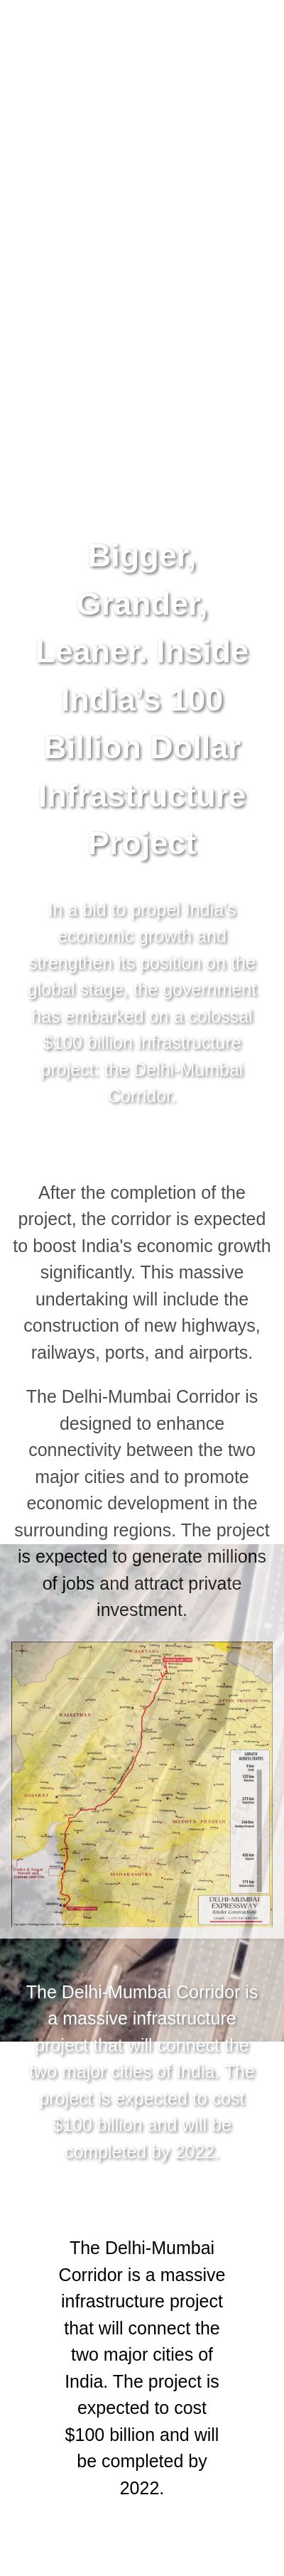 Bigger,
Grander,
Leaner. Inside
India's 100
Billion Dollar
Infrastructure
Project
In a bid to propel India's
economic growth and
strengthen its position on the
global stage, the government
has embarked on a colossal
$100 billion infrastructure
project: the Delhi-Mumbai
Corridor.
After the completion of the
project, the corridor is expected
to boost India's economic growth
significantly. This massive
undertaking will include the
construction of new highways,
railways, ports, and airports.
The Delhi-Mumbai Corridor is
designed to enhance
connectivity between the two
major cities and to promote
economic development in the
surrounding regions. The project
is expected to generate millions
of jobs and attract private
investment.
HARYANA
UTTAR PRADESH
RAJASTHAN
GUJARAT
MADHYA PRADESH
MAHARASHTRA
DELHI-MUMBAI
EXPRESSWAY
(Under Construction)
The Delhi-Mumbai Corridor is
a massive infrastructure
project that will connect the
two major cities of India. The
project is expected to cost
$100 billion and will be
completed by 2022.
The Delhi-Mumbai
Corridor is a massive
infrastructure project
that will connect the
two major cities of
India. The project is
expected to cost
$100 billion and will
be completed by
2022.